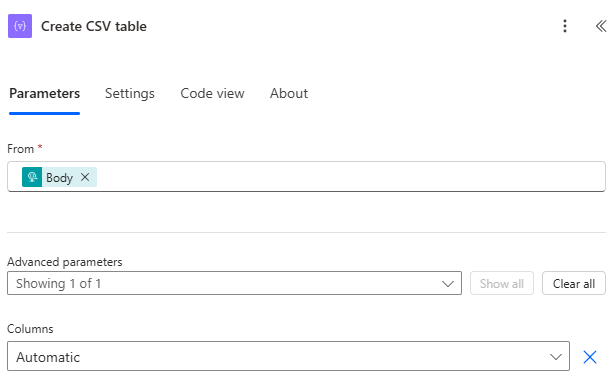 Create CSV table
Parameters Settings Code view About
From *
Body
Advanced parameters
Showing 1 of 1 Show all Clear all
Columns
Automatic